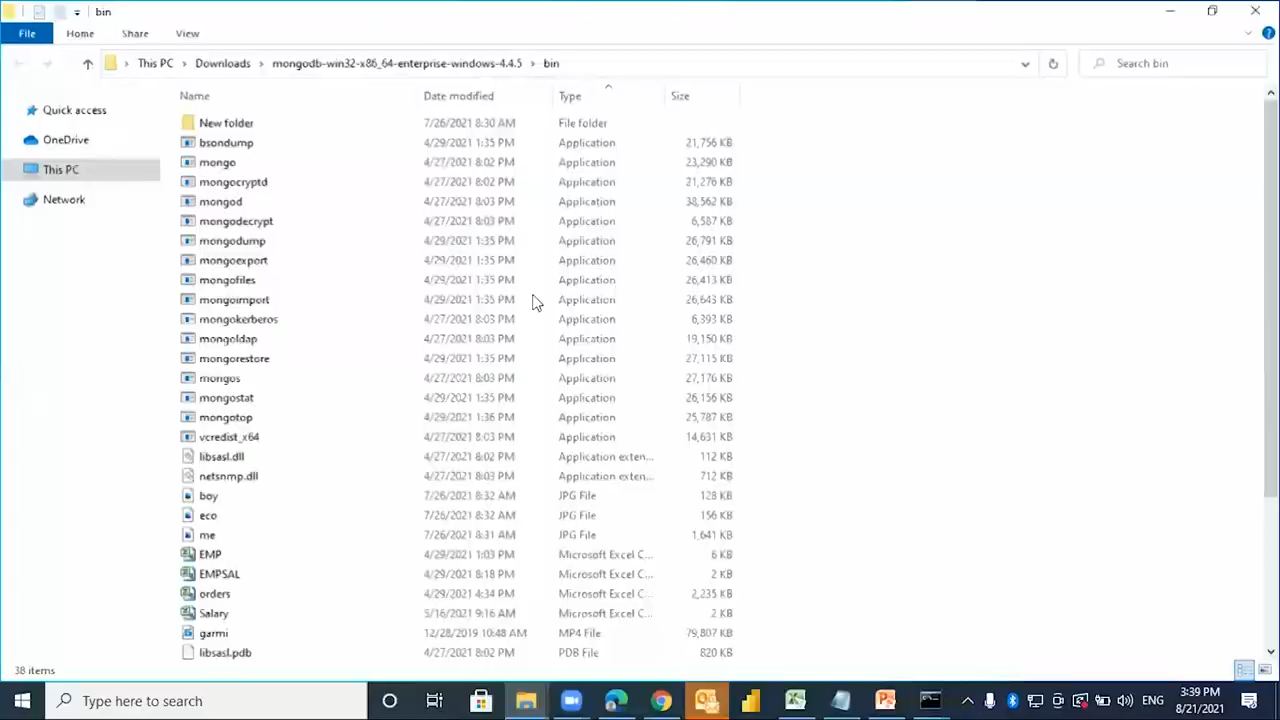 bin
File Home Share View
This PC Downloads mongodb-win32-x86_64-enterprise-windows-4.4.5 bin Search bin
Name Date modified Type Size
Quick access
OneDrive
This PC
Network
New folder 7/26/2021 8:30 AM File folder
bsondump 4/29/2021 1:35 PM Application 21,756 KB
mongo 4/27/2021 8:02 PM Application 23,290 KB
mongocryptd 4/27/2021 8:02 PM Application 21,276 KB
mongod 4/27/2021 8:03 PM Application 38,562 KB
mongodecrypt 4/27/2021 8:03 PM Application 6,587 KB
mongodump 4/29/2021 1:35 PM Application 26,791 KB
mongoexport 4/29/2021 1:35 PM Application 26,460 KB
mongofiles 4/29/2021 1:35 PM Application 26,413 KB
mongoimport 4/29/2021 1:35 PM Application 26,643 KB
mongokerberos 4/27/2021 8:03 PM Application 6,393 KB
mongoldap 4/27/2021 8:03 PM Application 19,150 KB
mongorestore 4/29/2021 1:35 PM Application 27,115 KB
mongos 4/27/2021 8:03 PM Application 27,176 KB
mongostat 4/29/2021 1:35 PM Application 26,156 KB
mongotop 4/29/2021 1:36 PM Application 25,787 KB
vcredist_x64 4/27/2021 8:03 PM Application 14,631 KB
libsasl.dll 4/27/2021 8:02 PM Application exten... 112 KB
netsnmp.dll 4/27/2021 8:03 PM Application exten... 712 KB
boy 7/26/2021 8:32 AM JPG File 128 KB
eco 7/26/2021 8:32 AM JPG File 156 KB
me 7/26/2021 8:31 AM JPG File 1,641 KB
EMP 4/29/2021 1:03 PM Microsoft Excel C... 6 KB
EMPSAL 4/29/2021 8:18 PM Microsoft Excel C... 2 KB
orders 4/29/2021 4:34 PM Microsoft Excel C... 2,235 KB
Salary 5/16/2021 9:16 AM Microsoft Excel C... 2 KB
garmi 12/28/2019 10:48 AM MP4 File 79,807 KB
libsasl.pdb 4/27/2021 8:02 PM PDB File 820 KB
38 items
Type here to search
ENG
3:39 PM
8/21/2021